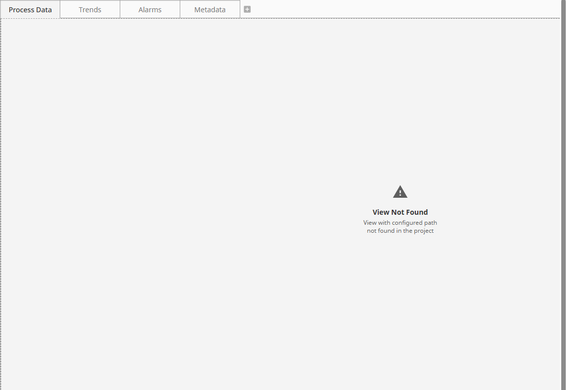 Process Data
Trends
Alarms
Metadata
View Not Found
View with configured path
not found in the project